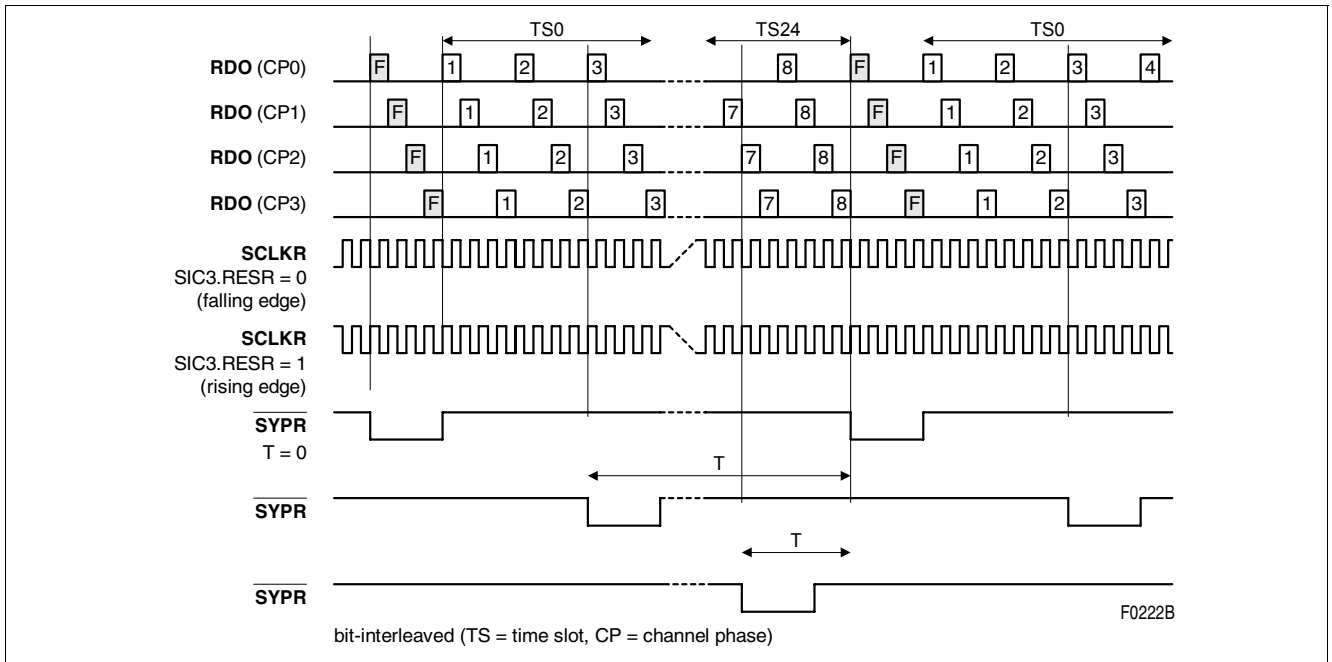 TS0 TS24 TS0
RDO (CP0) F 1 2 3 8 F 1 2 3 4
RDO (CP1) F 1 2 3 7 8 F 1 2 3
RDO (CP2) F 1 2 3 7 8 F 1 2 3
RDO (CP3) F 1 2 3 7 8 F 1 2 3
SCLKR
SIC3.RESR = 0
(falling edge)
SCLKR
SIC3.RESR = 1
(rising edge)
SYPR
T = 0
T
SYPR
T
SYPR
F0222B
bit-interleaved (TS = time slot, CP = channel phase)